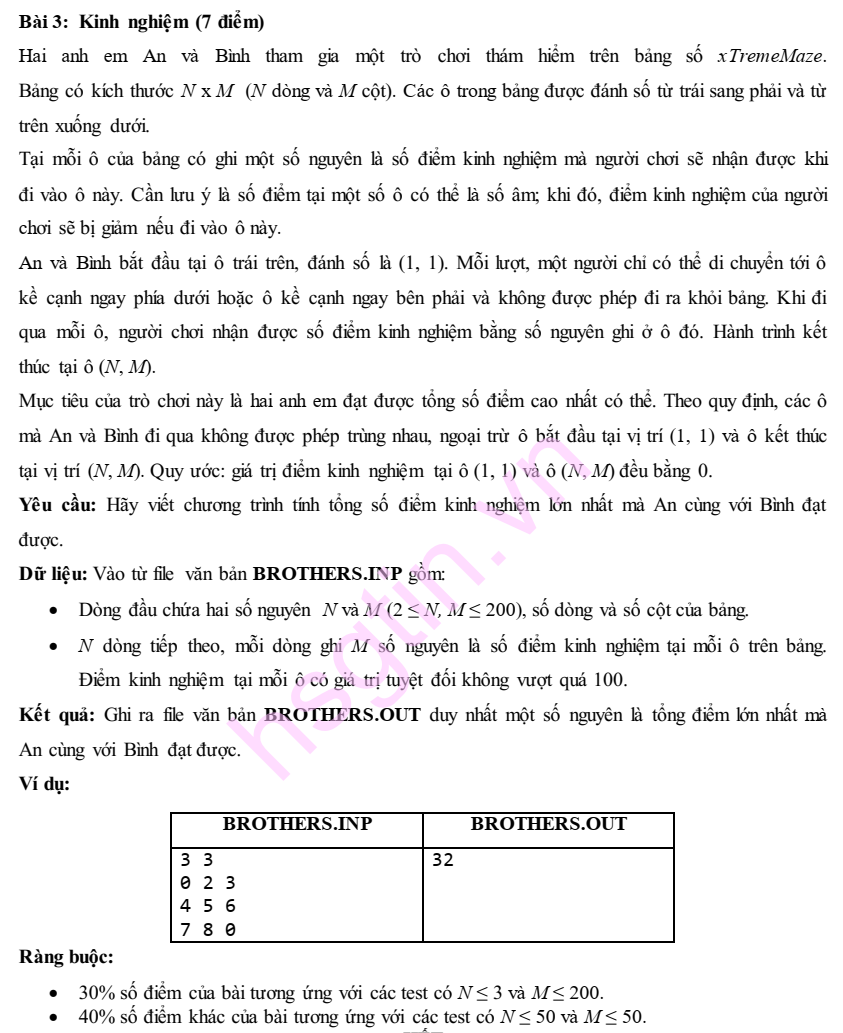 Bài 3: Kinh nghiệm (7 điểm)
Hai anh em An và Bình tham gia một trò chơi thám hiểm trên bảng số xTremeMaze.
Bảng có kích thước N x M (N dòng và M cột). Các ô trong bảng được đánh số từ trái sang phải và từ
trên xuống dưới.
Tại mỗi ô của bảng có ghi một số nguyên là số điểm kinh nghiệm mà người chơi sẽ nhận được khi
đi vào ô này. Cần lưu ý là số điểm tại một số ô có thể là số âm; khi đó, điểm kinh nghiệm của người
chơi sẽ bị giảm nếu đi vào ô này.
An và Bình bắt đầu tại ô trái trên, đánh số là (1, 1). Mỗi lượt, một người chỉ có thể di chuyển tới ô
kề cạnh ngay phía dưới hoặc ô kề cạnh ngay bên phải và không được phép đi ra khỏi bảng. Khi đi
qua mỗi ô, người chơi nhận được số điểm kinh nghiệm bằng số nguyên ghi ở ô đó. Hành trình kết
thúc tại ô (N, M).
Mục tiêu của trò chơi này là hai anh em đạt được tổng số điểm cao nhất có thể. Theo quy định, các ô
mà An và Bình đi qua không được phép trùng nhau, ngoại trừ ô bắt đầu tại vị trí (1, 1) và ô kết thúc
tại vị trí (N, M). Quy ước: giá trị điểm kinh nghiệm tại ô (1, 1) và ô (N, M) đều bằng 0.
Yêu cầu: Hãy viết chương trình tính tổng số điểm kinh nghiệm lớn nhất mà An cùng với Bình đạt
được.
Dữ liệu: Vào từ file văn bản BROTHERS.INP gồm:
• Dòng đầu chứa hai số nguyên N và M (2 ≤ N, M ≤ 200), số dòng và số cột của bảng.
• N dòng tiếp theo, mỗi dòng ghi M số nguyên là số điểm kinh nghiệm tại mỗi ô trên bảng.
Điểm kinh nghiệm tại mỗi ô có giá trị tuyệt đối không vượt quá 100.
Kết quả: Ghi ra file văn bản BROTHERS.OUT duy nhất một số nguyên là tổng điểm lớn nhất mà
An cùng với Bình đạt được.
Ví dụ:
BROTHERS.INP BROTHERS.OUT
3 3 32
0 2 3
4 5 6
7 8 0
Ràng buộc:
• 30% số điểm của bài tương ứng với các test có N ≤ 3 và M ≤ 200.
• 40% số điểm khác của bài tương ứng với các test có N ≤ 50 và M ≤ 50.
hsgtin.vn